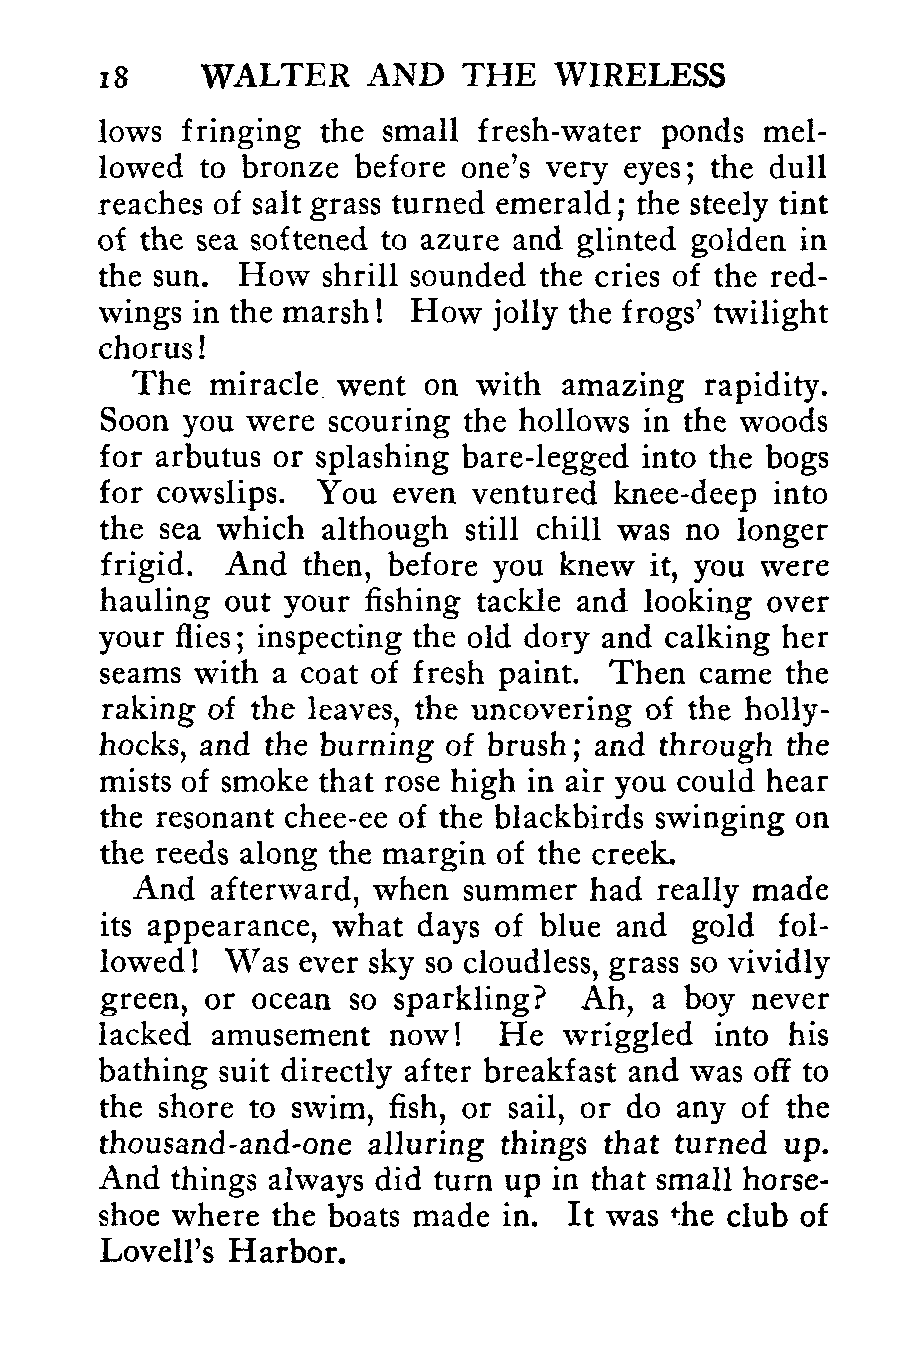 18 WALTER AND THE WIRELESS
lows fringing the small fresh-water ponds mel-
lowed to bronze before one's very eyes; the dull
reaches of salt grass turned emerald; the steely tint
of the sea softened to azure and glinted golden in
the sun. How shrill sounded the cries of the red-
wings in the marsh! How jolly the frogs' twilight
chorus!
The miracle went on with amazing rapidity.
Soon you were scouring the hollows in the woods
for arbutus or splashing bare-legged into the bogs
for cowslips. You even ventured knee-deep into
the sea which although still chill was no longer
frigid. And then, before you knew it, you were
hauling out your fishing tackle and looking over
your flies; inspecting the old dory and calking her
seams with a coat of fresh paint. Then came the
raking of the leaves, the uncovering of the holly-
hocks, and the burning of brush; and through the
mists of smoke that rose high in air you could hear
the resonant chee-ee of the blackbirds swinging on
the reeds along the margin of the creek.
And afterward, when summer had really made
its appearance, what days of blue and gold fol-
lowed! Was ever sky so cloudless, grass so vividly
green, or ocean so sparkling? Ah, a boy never
lacked amusement now! He wriggled into his
bathing suit directly after breakfast and was off to
the shore to swim, fish, or sail, or do any of the
thousand-and-one alluring things that turned up.
And things always did turn up in that small horse-
shoe where the boats made in. It was the club of
Lovell's Harbor.